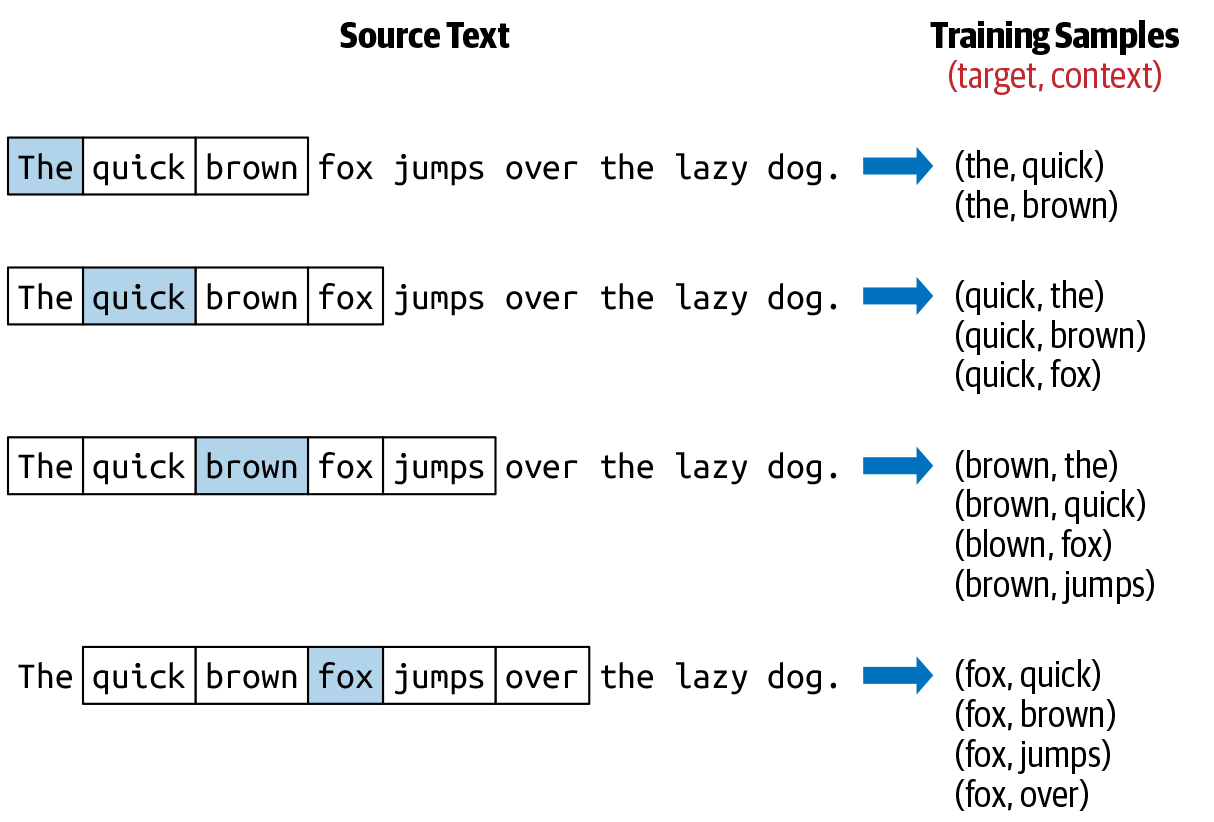 Source Text
Training Samples
(target, context)
The quick brown fox jumps over the lazy dog.
(the, quick)
(the, brown)
The quick brown fox jumps over the lazy dog.
(quick, the)
(quick, brown)
(quick, fox)
The quick brown fox jumps over the lazy dog.
(brown, the)
(brown, quick)
(blown, fox)
(brown, jumps)
The quick brown fox jumps over the lazy dog.
(fox, quick)
(fox, brown)
(fox, jumps)
(fox, over)